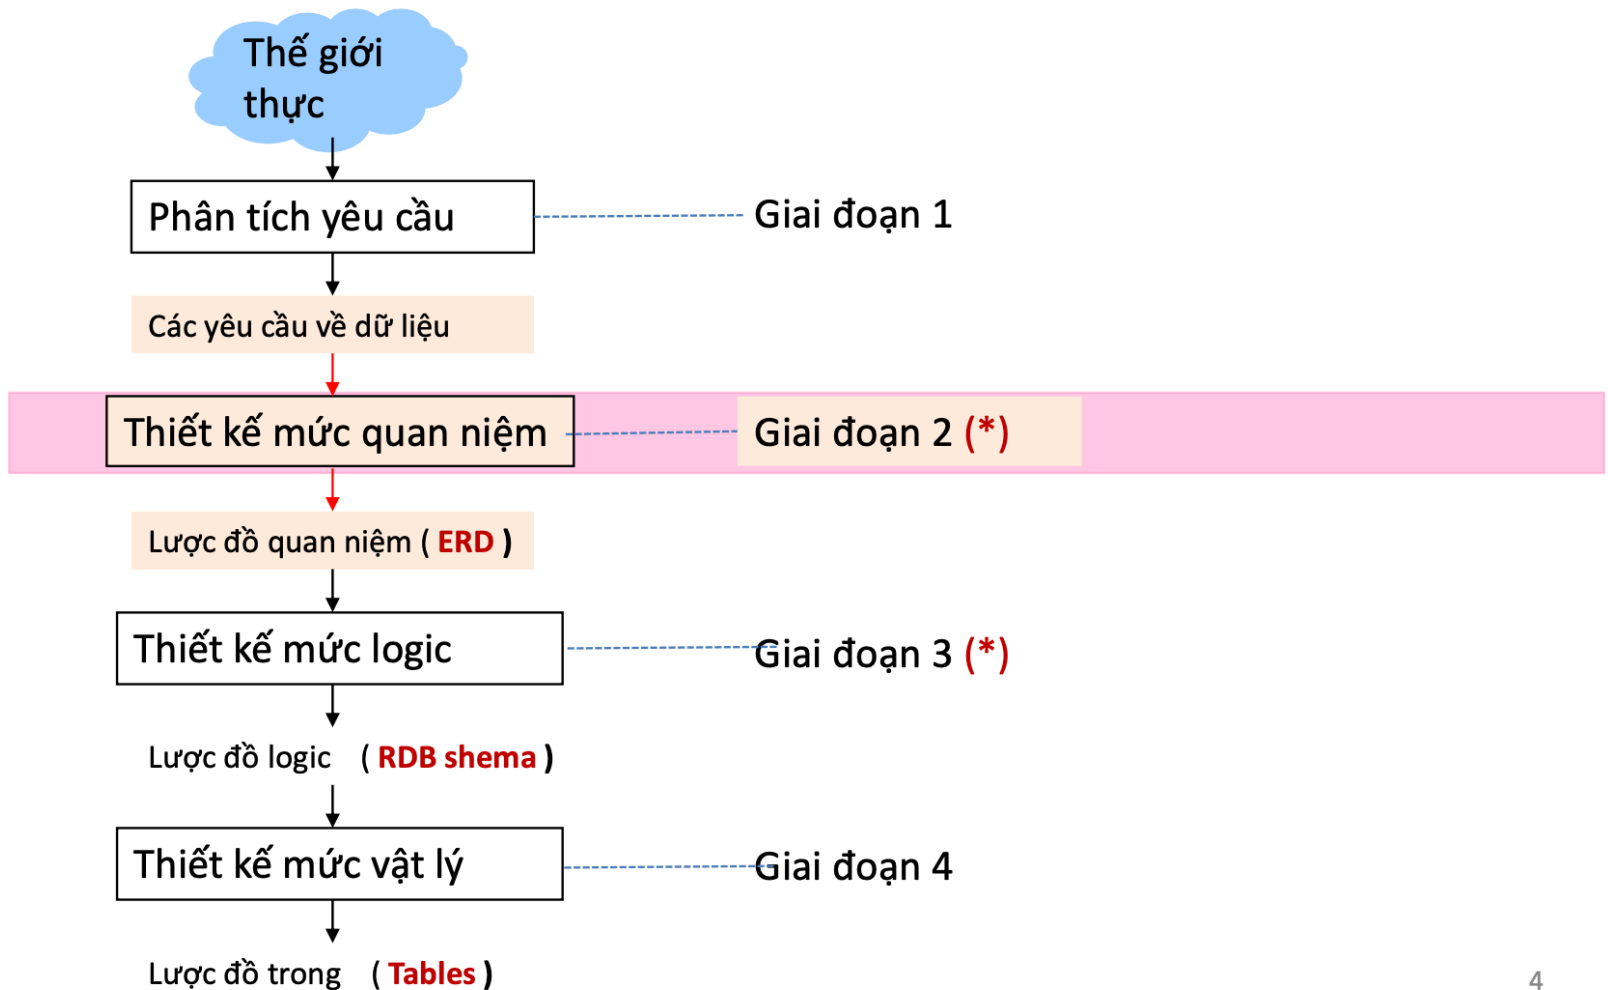 Thế giới
thực
Phân tích yêu cầu
Giai đoạn 1
Các yêu cầu về dữ liệu
Thiết kế mức quan niệm
Giai đoạn 2 (*)
Lược đồ quan niệm ( ERD )
Thiết kế mức logic
Giai đoạn 3 (*)
Lược đồ logic ( RDB shema )
Thiết kế mức vật lý
Giai đoạn 4
Lược đồ trong ( Tables )
4